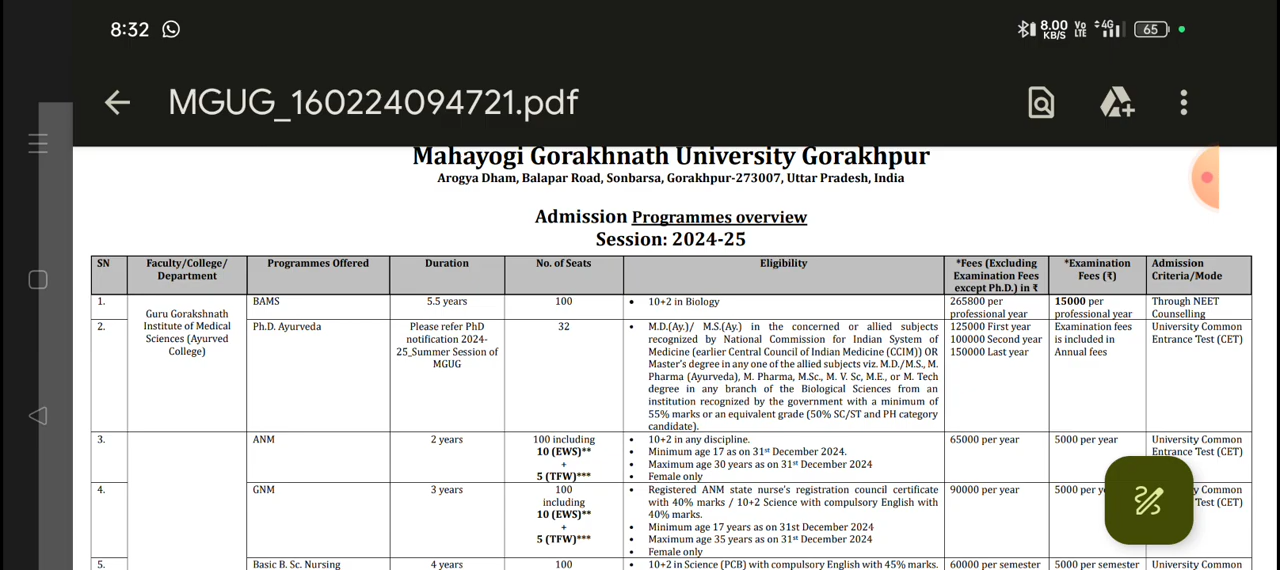 8:32
8.00 KB/S Vo LTE 4G 65
MGUG_160224094721.pdf
Mahayogi Gorakhnath University Gorakhpur
Arogya Dham, Balapar Road, Sonbarsa, Gorakhpur-273007, Uttar Pradesh, India
Admission Programmes overview
Session: 2024-25
SN
Faculty/College/
Department
Programmes Offered
Duration
No. of Seats
Eligibility
*Fees (Excluding
Examination Fees
except Ph.D.) in ₹
*Examination
Fees (₹)
Admission
Criteria/Mode
1.
Guru Gorakshnath
Institute of Medical
Sciences (Ayurved
College)
BAMS
5.5 years
100
• 10+2 in Biology
265800 per
professional year
15000 per
professional year
Through NEET
Counselling
2.
Ph.D. Ayurveda
Please refer PhD
notification 2024-
25_Summer Session of
MGUG
32
• M.D.(Ay.)/ M.S.(Ay.) in the concerned or allied subjects
recognized by National Commission for Indian System of
Medicine (earlier Central Council of Indian Medicine (CCIM)) OR
Master's degree in any one of the allied subjects viz. M.D./M.S., M.
Pharma (Ayurveda), M. Pharma, M.Sc., M. V. Sc, M.E., or M. Tech
degree in any branch of the Biological Sciences from an
institution recognized by the government with a minimum of
55% marks or an equivalent grade (50% SC/ST and PH category
candidate).
125000 First year
100000 Second year
150000 Last year
Examination fees
is included in
Annual fees
University Common
Entrance Test (CET)
3.
ANM
2 years
100 including
10 (EWS)**
+
5 (TFW)***
• 10+2 in any discipline.
• Minimum age 17 as on 31st December 2024.
• Maximum age 30 years as on 31st December 2024
• Female only
65000 per year
5000 per year
University Common
Entrance Test (CET)
4.
GNM
3 years
100
including
10 (EWS)**
+
5 (TFW)***
• Registered ANM state nurse's registration council certificate
with 40% marks / 10+2 Science with compulsory English with
40% marks.
• Minimum age 17 years as on 31st December 2024
• Maximum age 35 years as on 31st December 2024
• Female only
90000 per year
5000 per
Common
Test (CET)
5.
Basic B. Sc. Nursing
4 years
100
• 10+2 in Science (PCB) with compulsory English with 45% marks.
60000 per semester
5000 per semester
University Common